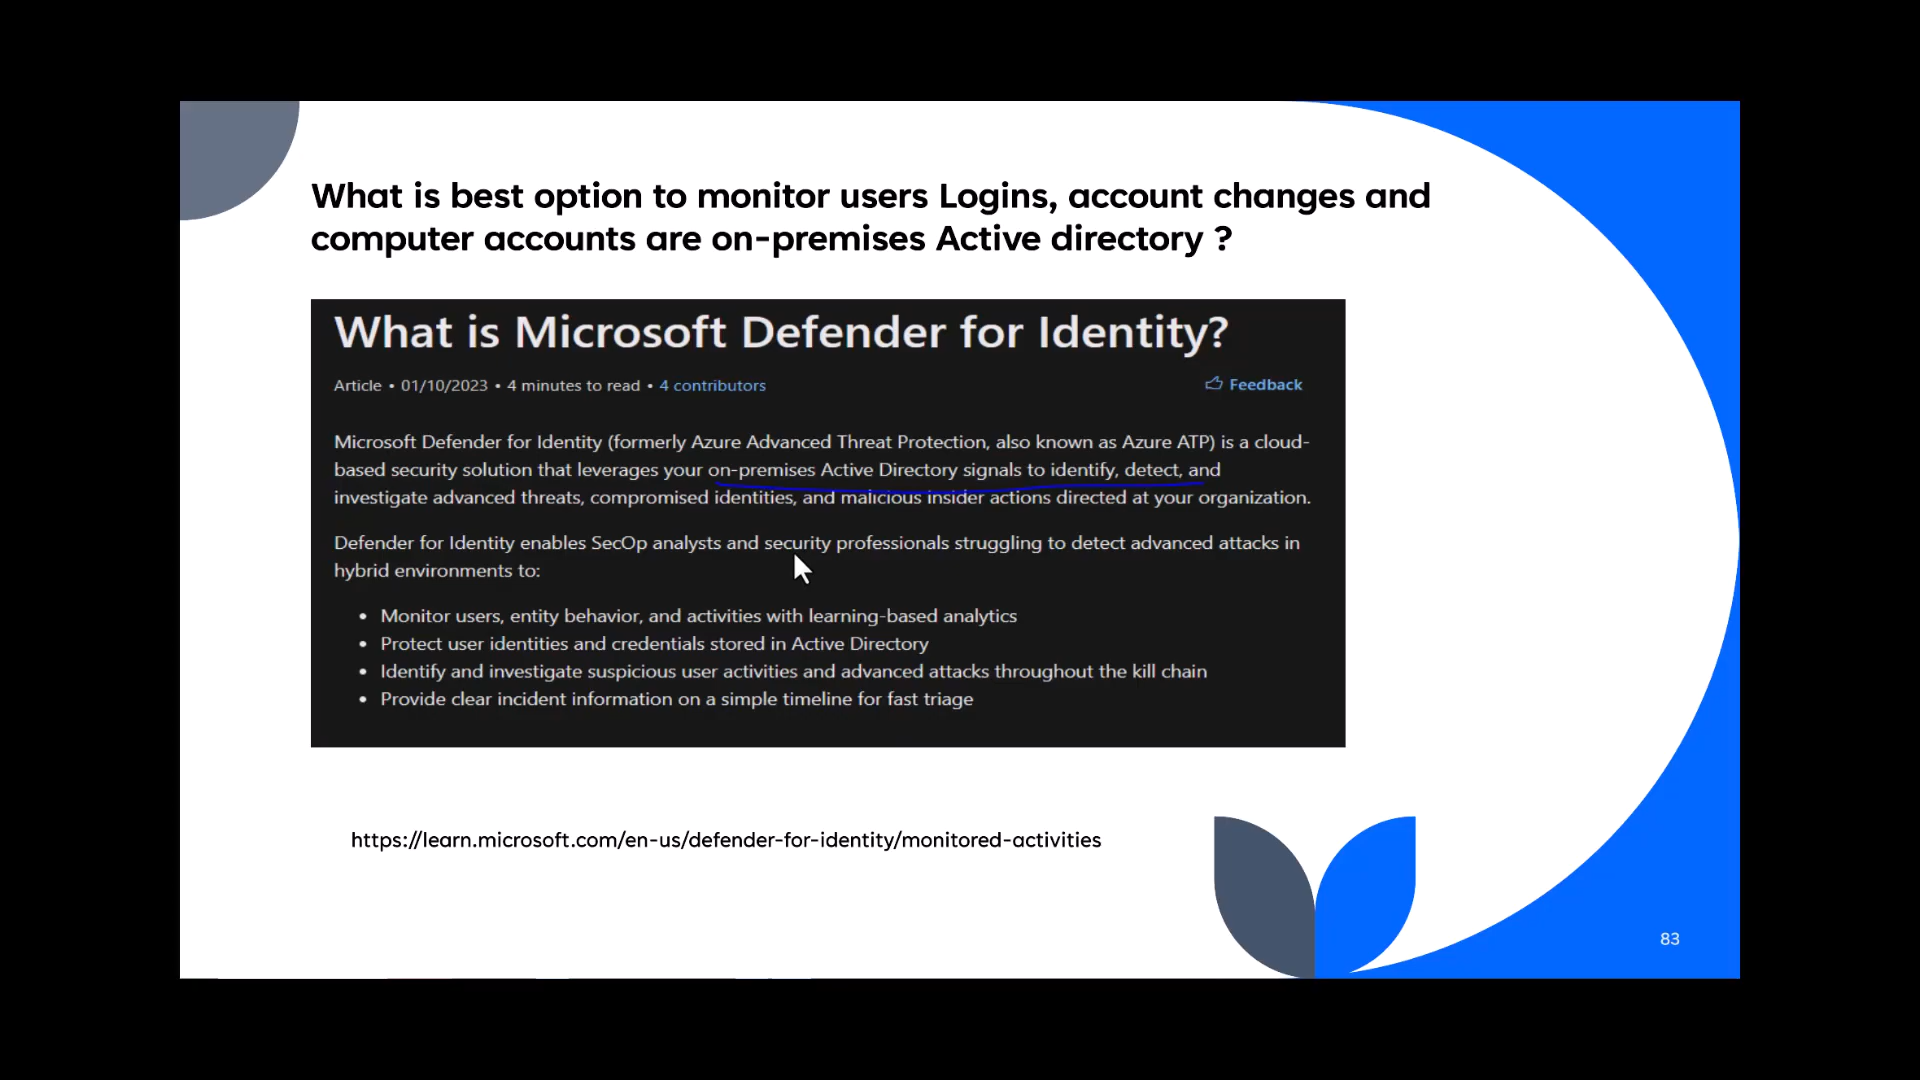 What is best option to monitor users Logins, account changes and
computer accounts are on-premises Active directory ?
What is Microsoft Defender for Identity?
Article • 01/10/2023 • 4 minutes to read • 4 contributors
Feedback
Microsoft Defender for Identity (formerly Azure Advanced Threat Protection, also known as Azure ATP) is a cloud-
based security solution that leverages your on-premises Active Directory signals to identify, detect, and
investigate advanced threats, compromised identities, and malicious insider actions directed at your organization.
Defender for Identity enables SecOp analysts and security professionals struggling to detect advanced attacks in
hybrid environments to:
• Monitor users, entity behavior, and activities with learning-based analytics
• Protect user identities and credentials stored in Active Directory
• Identify and investigate suspicious user activities and advanced attacks throughout the kill chain
• Provide clear incident information on a simple timeline for fast triage
https://learn.microsoft.com/en-us/defender-for-identity/monitored-activities
83